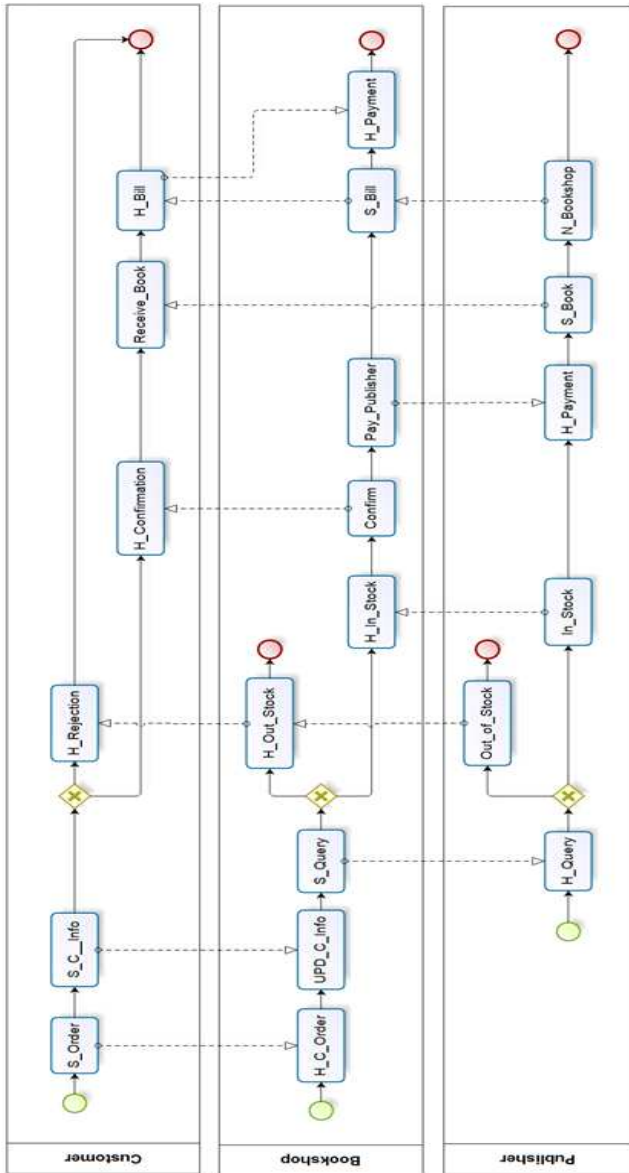 Customer
S_Order
S_C__Info
H_Rejection
H_Confirmation
Receive_Book
H_Bill
Bookshop
H_C_Order
UPD_C_Info
S_Query
H_Out_Stock
H_In_Stock
Confirm
Pay_Publisher
S_Bill
H_Payment
Publisher
H_Query
Out_of_Stock
In_Stock
H_Payment
S_Book
N_Bookshop